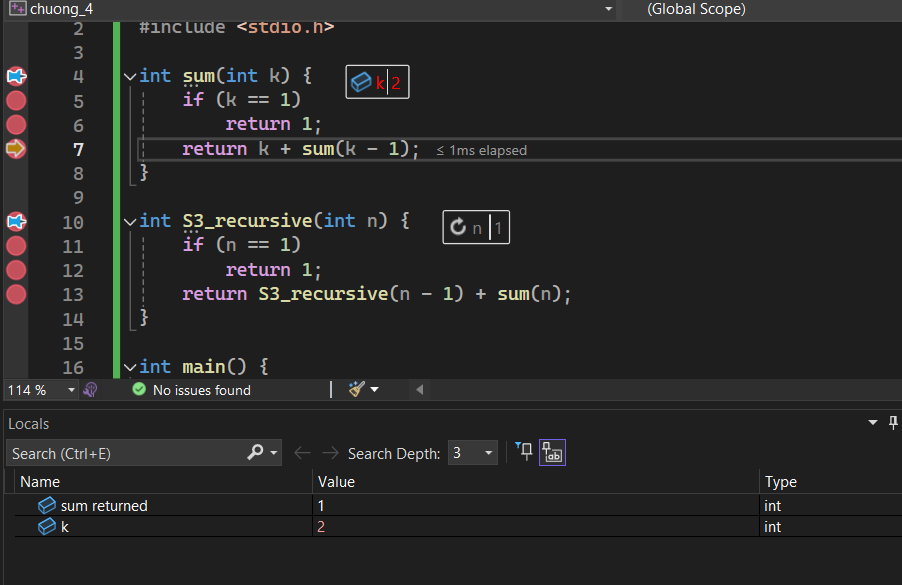 chuong_4 (Global Scope)
2 #include <stdio.h>
3
4 int sum(int k) { k 2
5 if (k == 1)
6 return 1;
7 return k + sum(k - 1); ≤ 1ms elapsed
8 }
9
10 int S3_recursive(int n) { n 1
11 if (n == 1)
12 return 1;
13 return S3_recursive(n - 1) + sum(n);
14 }
15
16 int main() {
114 % No issues found
Locals
Search (Ctrl+E) Search Depth: 3
Name Value Type
sum returned 1 int
k 2 int